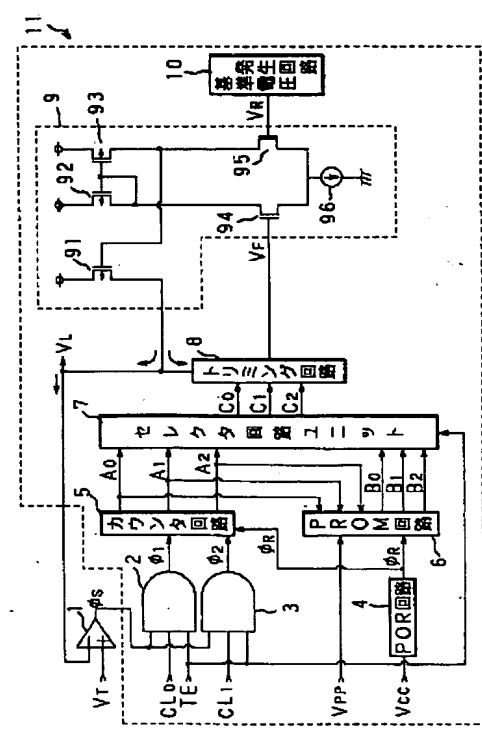 11
9
93
92
91
10
基準電圧発生回路
VR
95
94
96
VF
VL
8
トリミング回路
C0
C1
C2
7
セレクタ回路ユニット
A0
A1
A2
B0
B1
B2
5
カウンタ回路
PROM回路
6
φ1
φ2
φR
φR
2
3
4
POR回路
1
φS
VT
CL0
TE
CL1
VPP
VCC